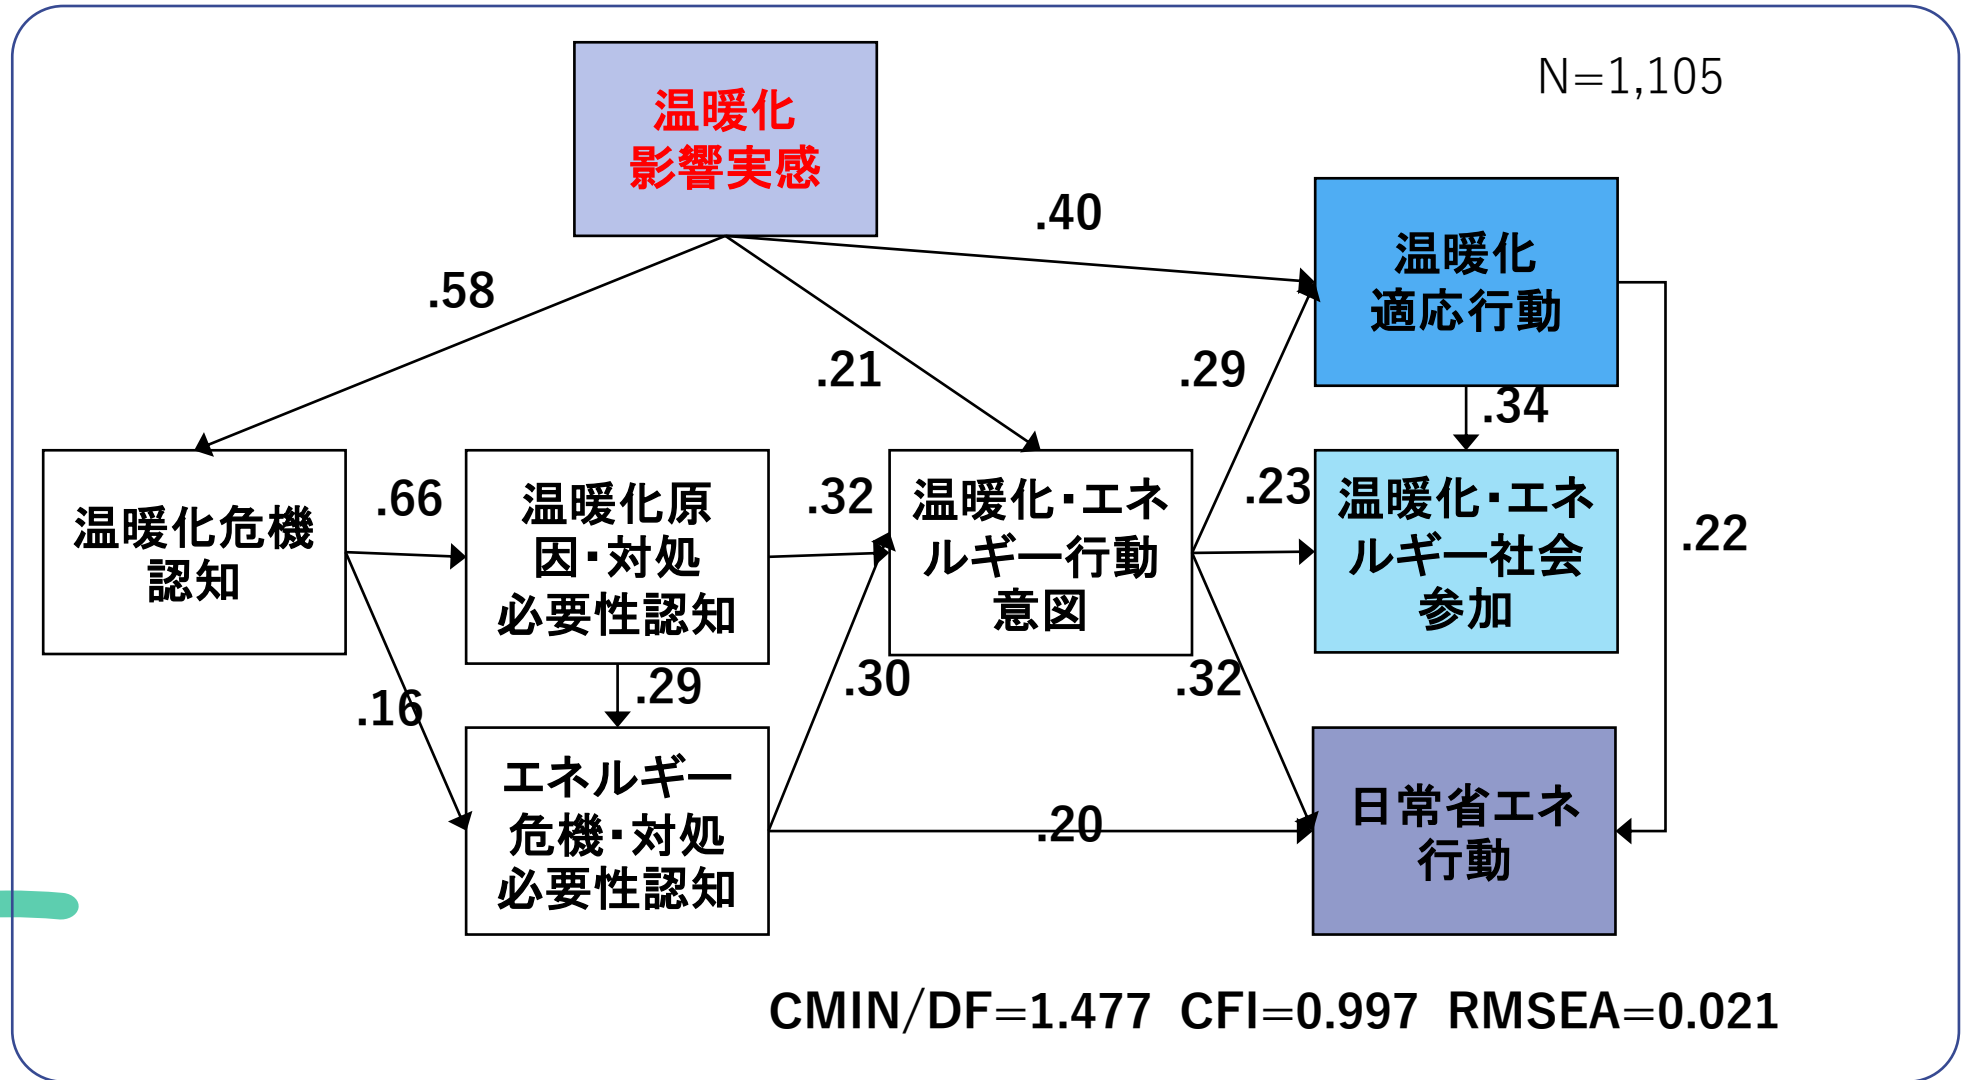 N=1,105
温暖化
影響実感
.40
温暖化
適応行動
.58
.21
.29
.34
温暖化危機
認知
.66
温暖化原
因・対処
必要性認知
.32
温暖化・エネ
ルギー行動
意図
.23
温暖化・エネ
ルギー社会
参加
.22
.16
.29
.30
.32
エネルギー
危機・対処
必要性認知
.20
日常省エネ
行動
CMIN/DF=1.477 CFI=0.997 RMSEA=0.021